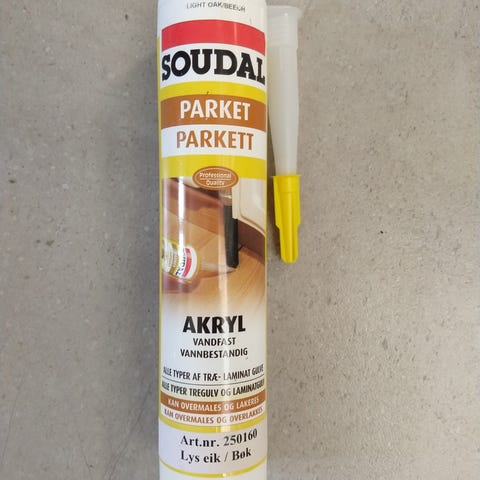 LIGHT OAK/BEECH
SOUDAL
PARKET
PARKETT
Professional
Quality
AKRYL
VANDFAST
VANNBESTANDIG
ALLE TYPER AF TRÆ- LAMINAT GULVE
ALLE TYPER TREGULV OG LAMINATGULV
KAN OVERMALES OG LAKERES
KAN OVERMALES OG OVERLAKKES
Art.nr. 250160
Lys eik / Bøk